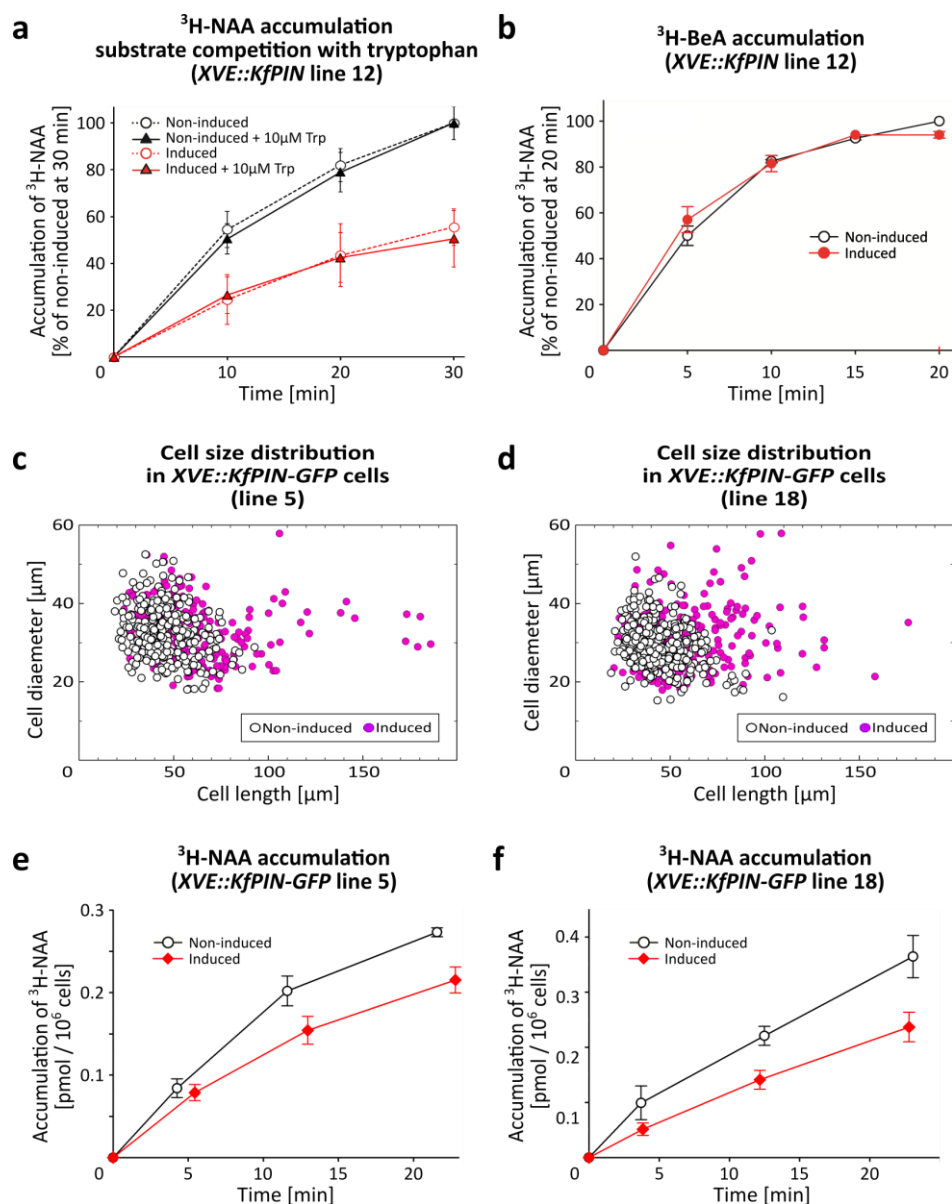 a
³H-NAA accumulation
substrate competition with tryptophan
(XVE::KfPIN line 12)
Accumulation of ³H-NAA
[% of non-induced at 30 min]
100
80
60
40
20
0
10
20
30
Time [min]
Non-induced
Non-induced + 10µM Trp
Induced
Induced + 10µM Trp
b
³H-BeA accumulation
(XVE::KfPIN line 12)
Accumulation of ³H-NAA
[% of non-induced at 20 min]
100
80
60
40
20
0
5
10
15
20
Time [min]
Non-induced
Induced
c
Cell size distribution
in XVE::KfPIN-GFP cells
(line 5)
Cell diaemeter [µm]
60
40
20
0
50
100
150
Cell length [µm]
Non-induced
Induced
d
Cell size distribution
in XVE::KfPIN-GFP cells
(line 18)
Cell diaemeter [µm]
60
40
20
0
50
100
150
Cell length [µm]
Non-induced
Induced
e
³H-NAA accumulation
(XVE::KfPIN-GFP line 5)
Accumulation of ³H-NAA
[pmol / 10⁶ cells]
0.3
0.2
0.1
0
5
10
15
20
Time [min]
Non-induced
Induced
f
³H-NAA accumulation
(XVE::KfPIN-GFP line 18)
Accumulation of ³H-NAA
[pmol / 10⁶ cells]
0.4
0.3
0.2
0.1
0
5
10
15
20
Time [min]
Non-induced
Induced